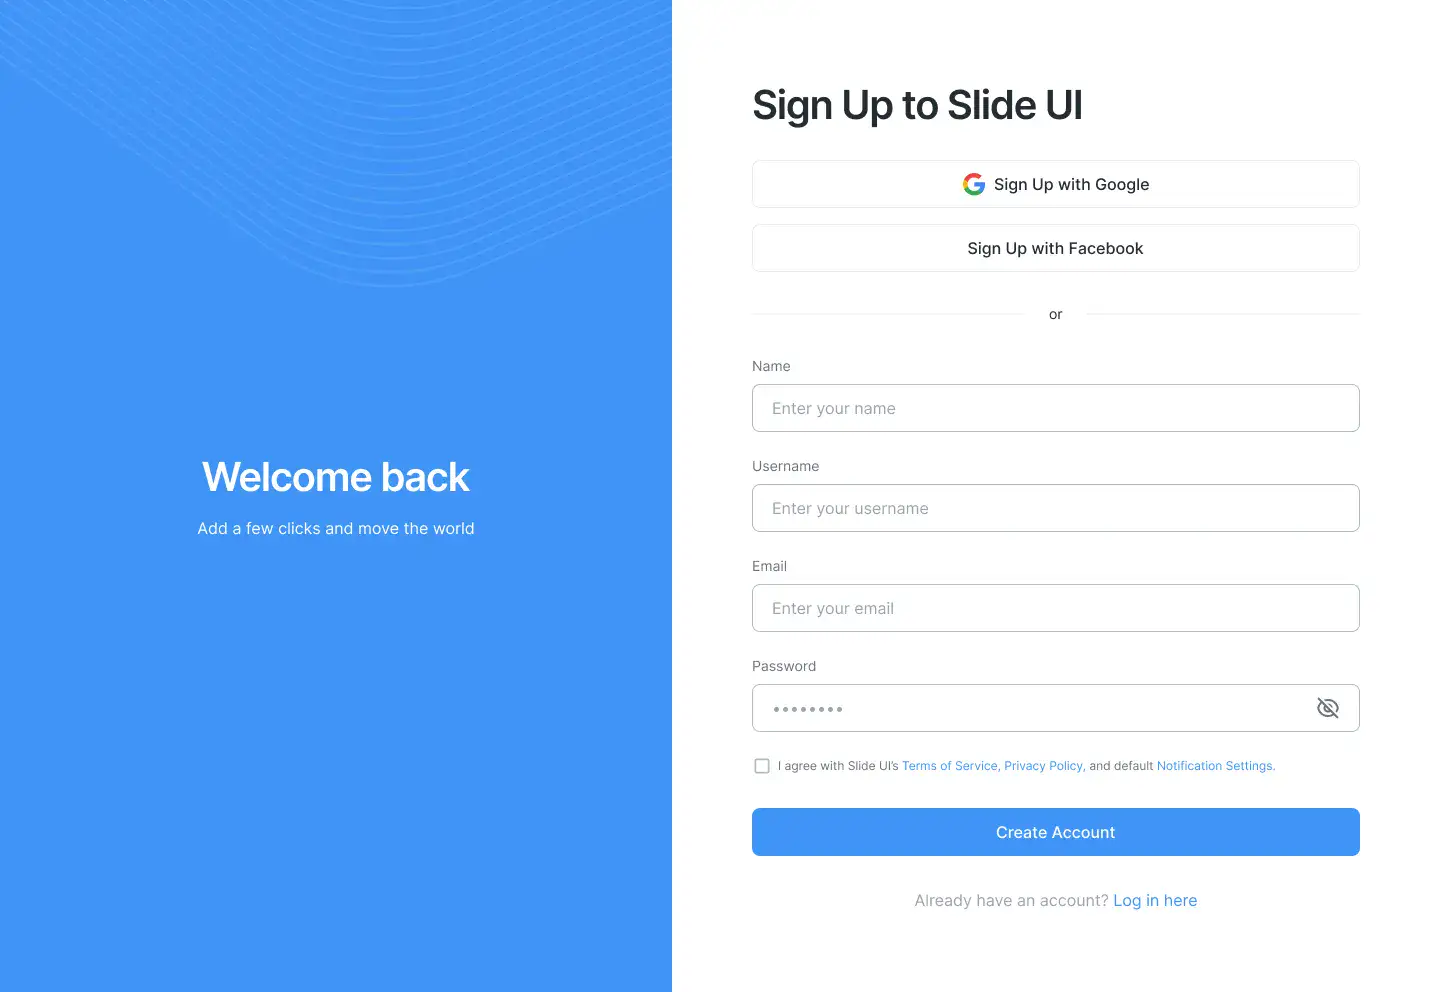 Welcome back
Add a few clicks and move the world
Sign Up to Slide UI
Sign Up with Google
Sign Up with Facebook
or
Name
Enter your name
Username
Enter your username
Email
Enter your email
Password
••••••••
I agree with Slide UI's Terms of Service, Privacy Policy, and default Notification Settings.
Create Account
Already have an account? Log in here